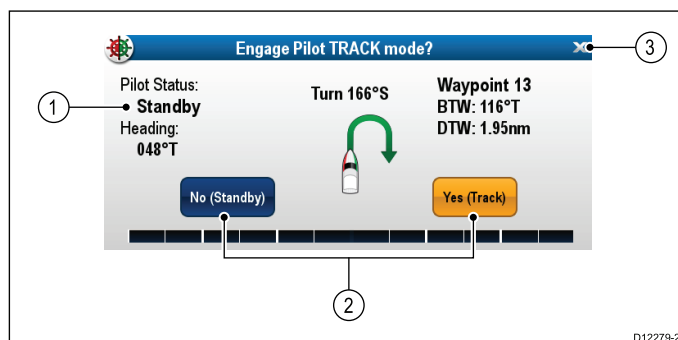 Engage Pilot TRACK mode?
3
Pilot Status:
Standby
Heading:
048°T
1
Turn 166°S
Waypoint 13
BTW: 116°T
DTW: 1.95nm
No (Standby)
Yes (Track)
2
D12279-2